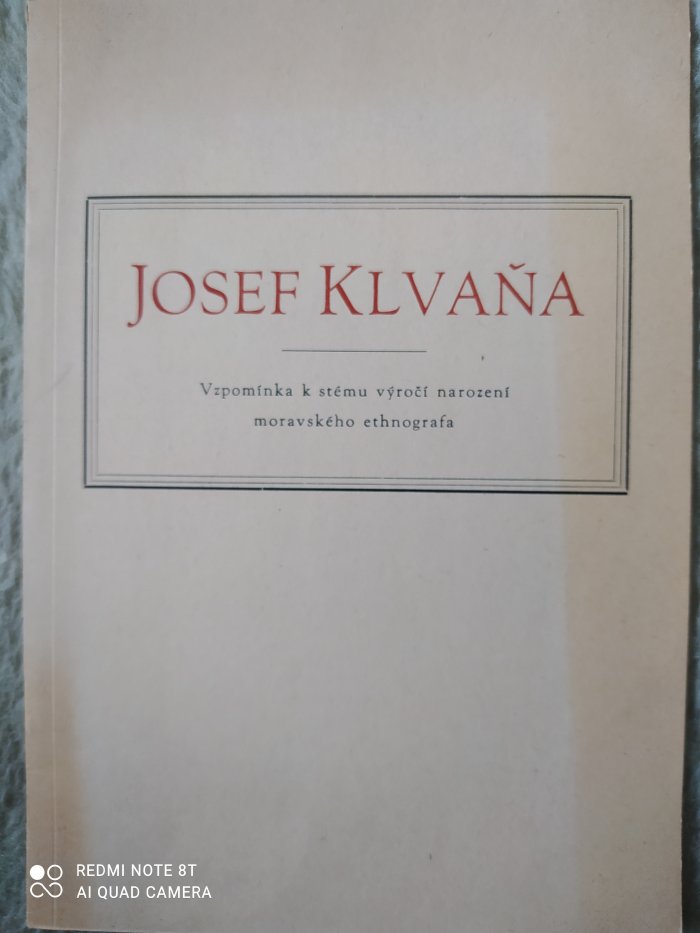 JOSEF KLVAŇA
Vzpomínka k stému výročí narození
moravského ethnografa
REDMI NOTE 8T
AI QUAD CAMERA